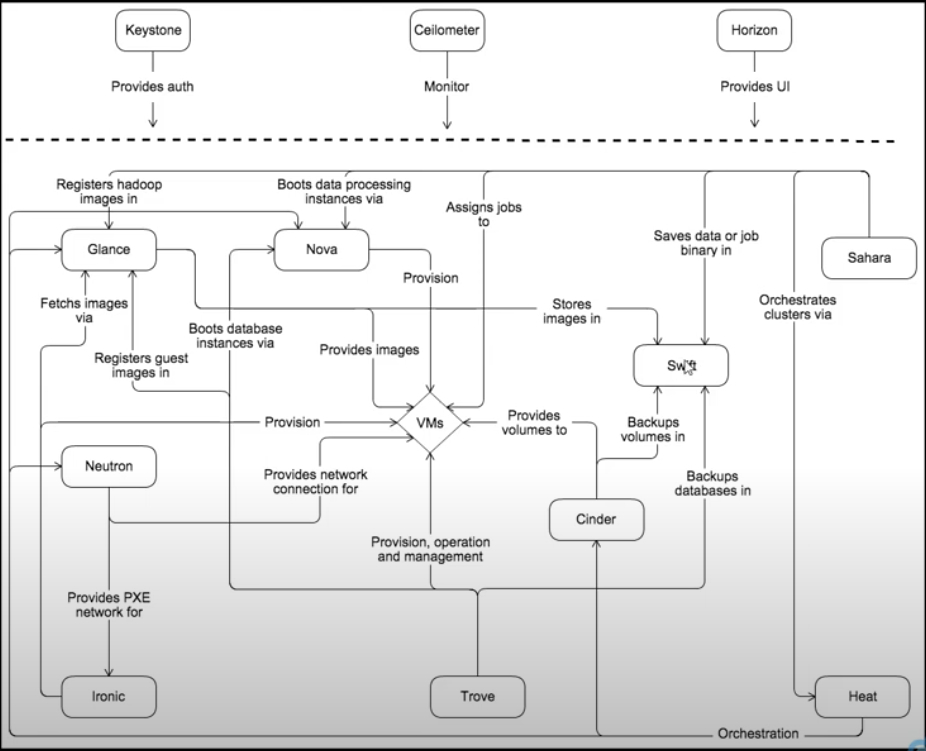 Keystone
Ceilometer
Horizon
Provides auth
Monitor
Provides UI
Registers hadoop
images in
Boots data processing
instances via
Assigns jobs
to
Saves data or job
binary in
Sahara
Glance
Nova
Provision
Fetchs images
via
Stores
images in
Orchestrates
clusters via
Boots database
instances via
Registers guest
images in
Provides images
Swift
Provision
VMs
Provides
volumes to
Backups
volumes in
Neutron
Provides network
connection for
Backups
databases in
Cinder
Provision, operation
and management
Provides PXE
network for
Ironic
Trove
Heat
Orchestration